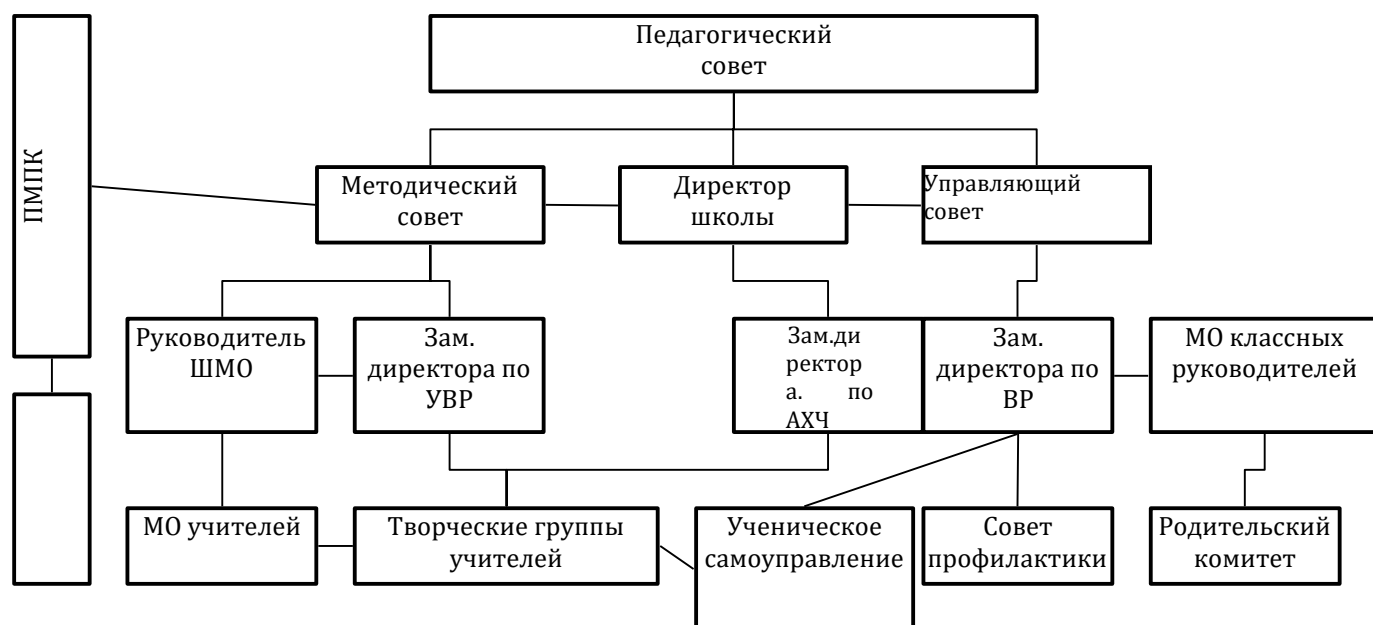 Педагогический
совет
ПМПК
Методический
совет
Директор
школы
Управляющий
совет
Руководитель
ШМО
Зам.
директора по
УВР
Зам.ди
ректор
а. по
АХЧ
Зам.
директора по
ВР
МО классных
руководителей
МО учителей
Творческие группы
учителей
Ученическое
самоуправление
Совет
профилактики
Родительский
комитет